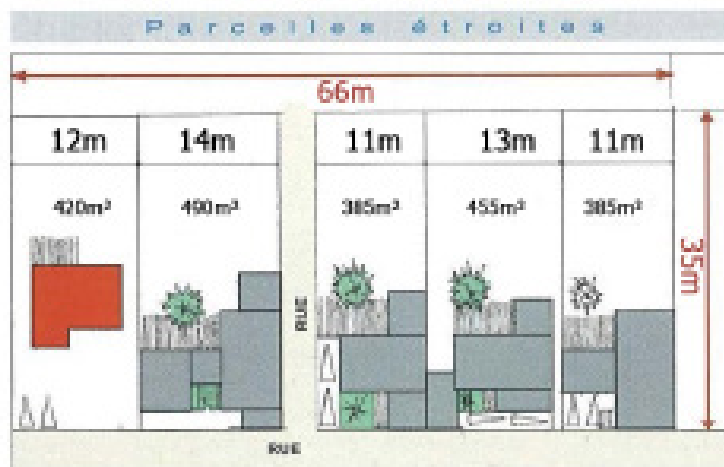 Parcelles étroites
66m
12m 14m 11m 13m 11m
420m² 490m² 385m² 455m² 385m²
35m
RUE
RUE